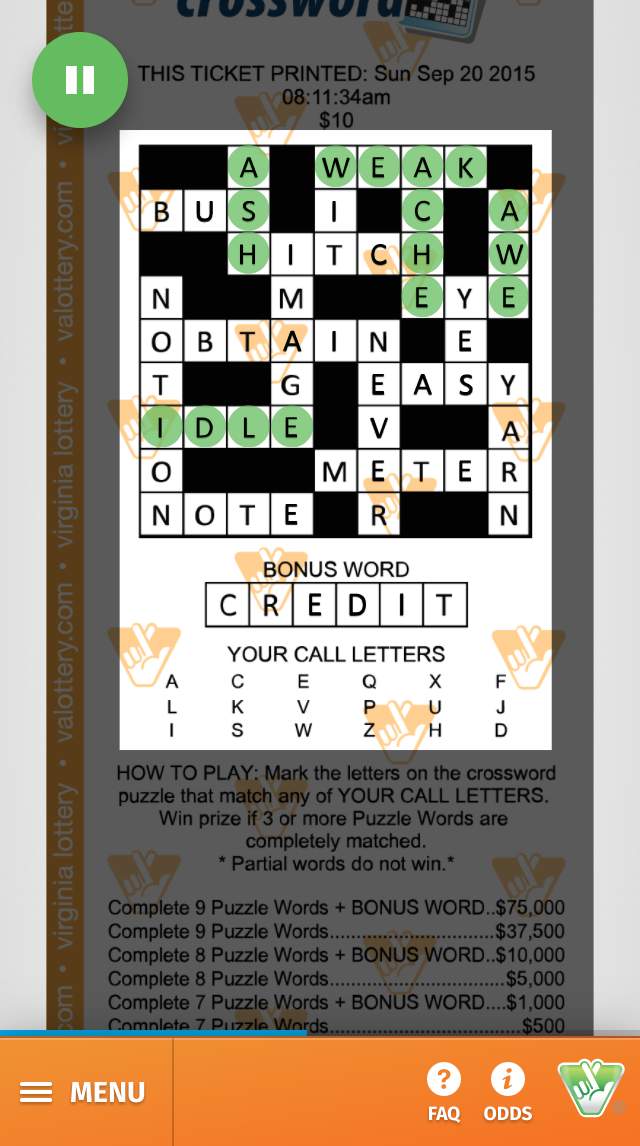 crossword
THIS TICKET PRINTED: Sun Sep 20 2015
08:11:34am
$10
A W E A K
B U S I C A
H I T C H W
N M E Y E
O B T A I N E
T G E A S Y
I D L E V A
O M E T E R R
N O T E R N
BONUS WORD
C R E D I T
YOUR CALL LETTERS
A C E Q X F
L K V P U J
I S W Z H D
HOW TO PLAY: Mark the letters on the crossword
puzzle that match any of YOUR CALL LETTERS.
Win prize if 3 or more Puzzle Words are
completely matched.
* Partial words do not win.*
Complete 9 Puzzle Words + BONUS WORD..$75,000
Complete 9 Puzzle Words.............................$37,500
Complete 8 Puzzle Words + BONUS WORD..$10,000
Complete 8 Puzzle Words...............................$5,000
Complete 7 Puzzle Words + BONUS WORD....$1,000
Complete 7 Puzzle Words..................................$500
virginia lottery • valottery.com • virginia lottery • valottery.com •
MENU
FAQ
ODDS